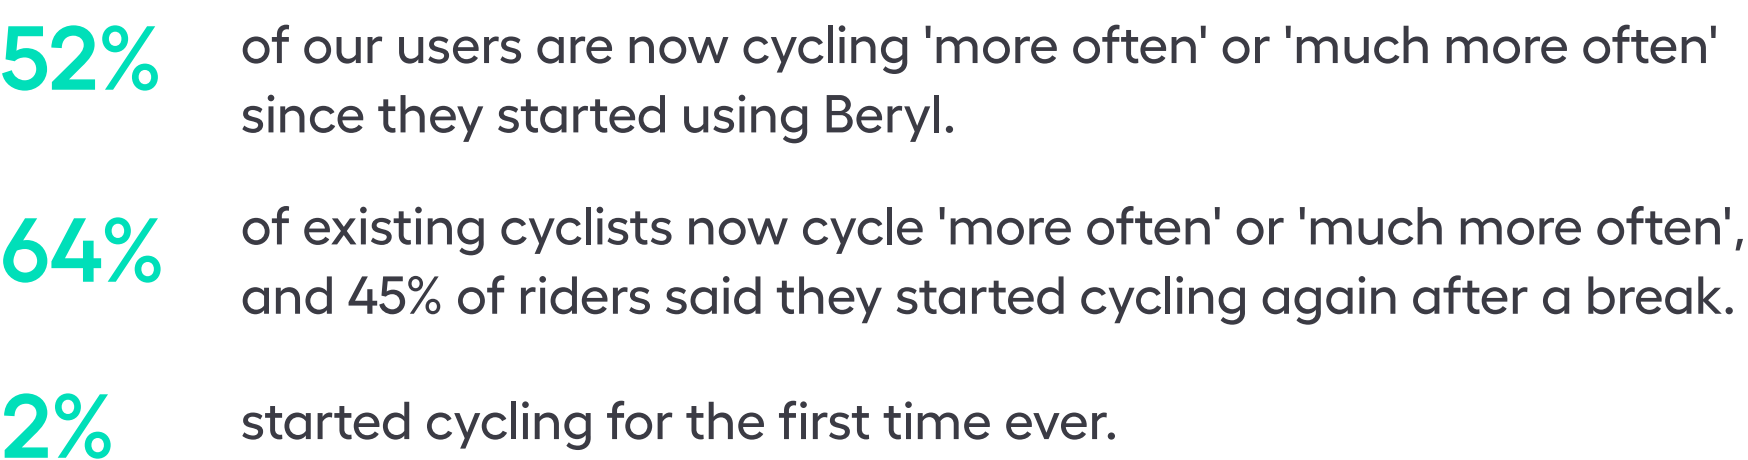 52% of our users are now cycling 'more often' or 'much more often'
since they started using Beryl.
64% of existing cyclists now cycle 'more often' or 'much more often',
and 45% of riders said they started cycling again after a break.
2% started cycling for the first time ever.